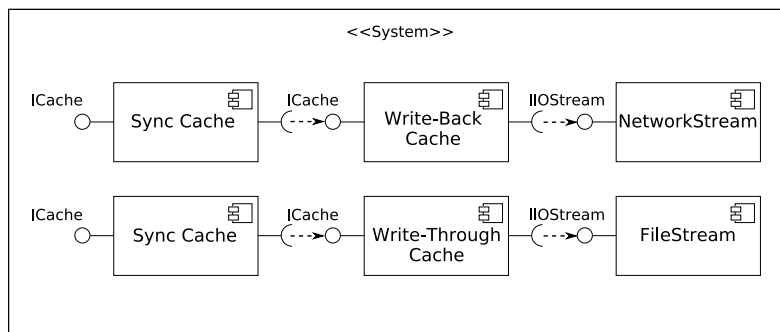 <<System>>
ICache
ICache
IIOStream
Sync Cache
Write-Back
Cache
NetworkStream
ICache
ICache
IIOStream
Sync Cache
Write-Through
Cache
FileStream